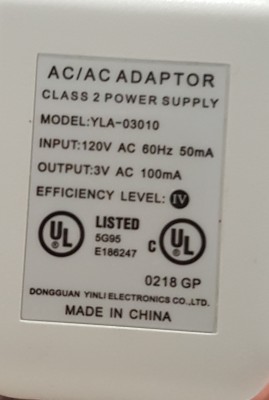 AC/AC ADAPTOR
CLASS 2 POWER SUPPLY
MODEL:YLA-03010
INPUT:120V AC 60Hz 50mA
OUTPUT:3V AC 100mA
EFFICIENCY LEVEL: IV
UL LISTED C UL
5G95
E186247
0218 GP
DONGGUAN YINLI ELECTRONICS CO.,LTD.
MADE IN CHINA